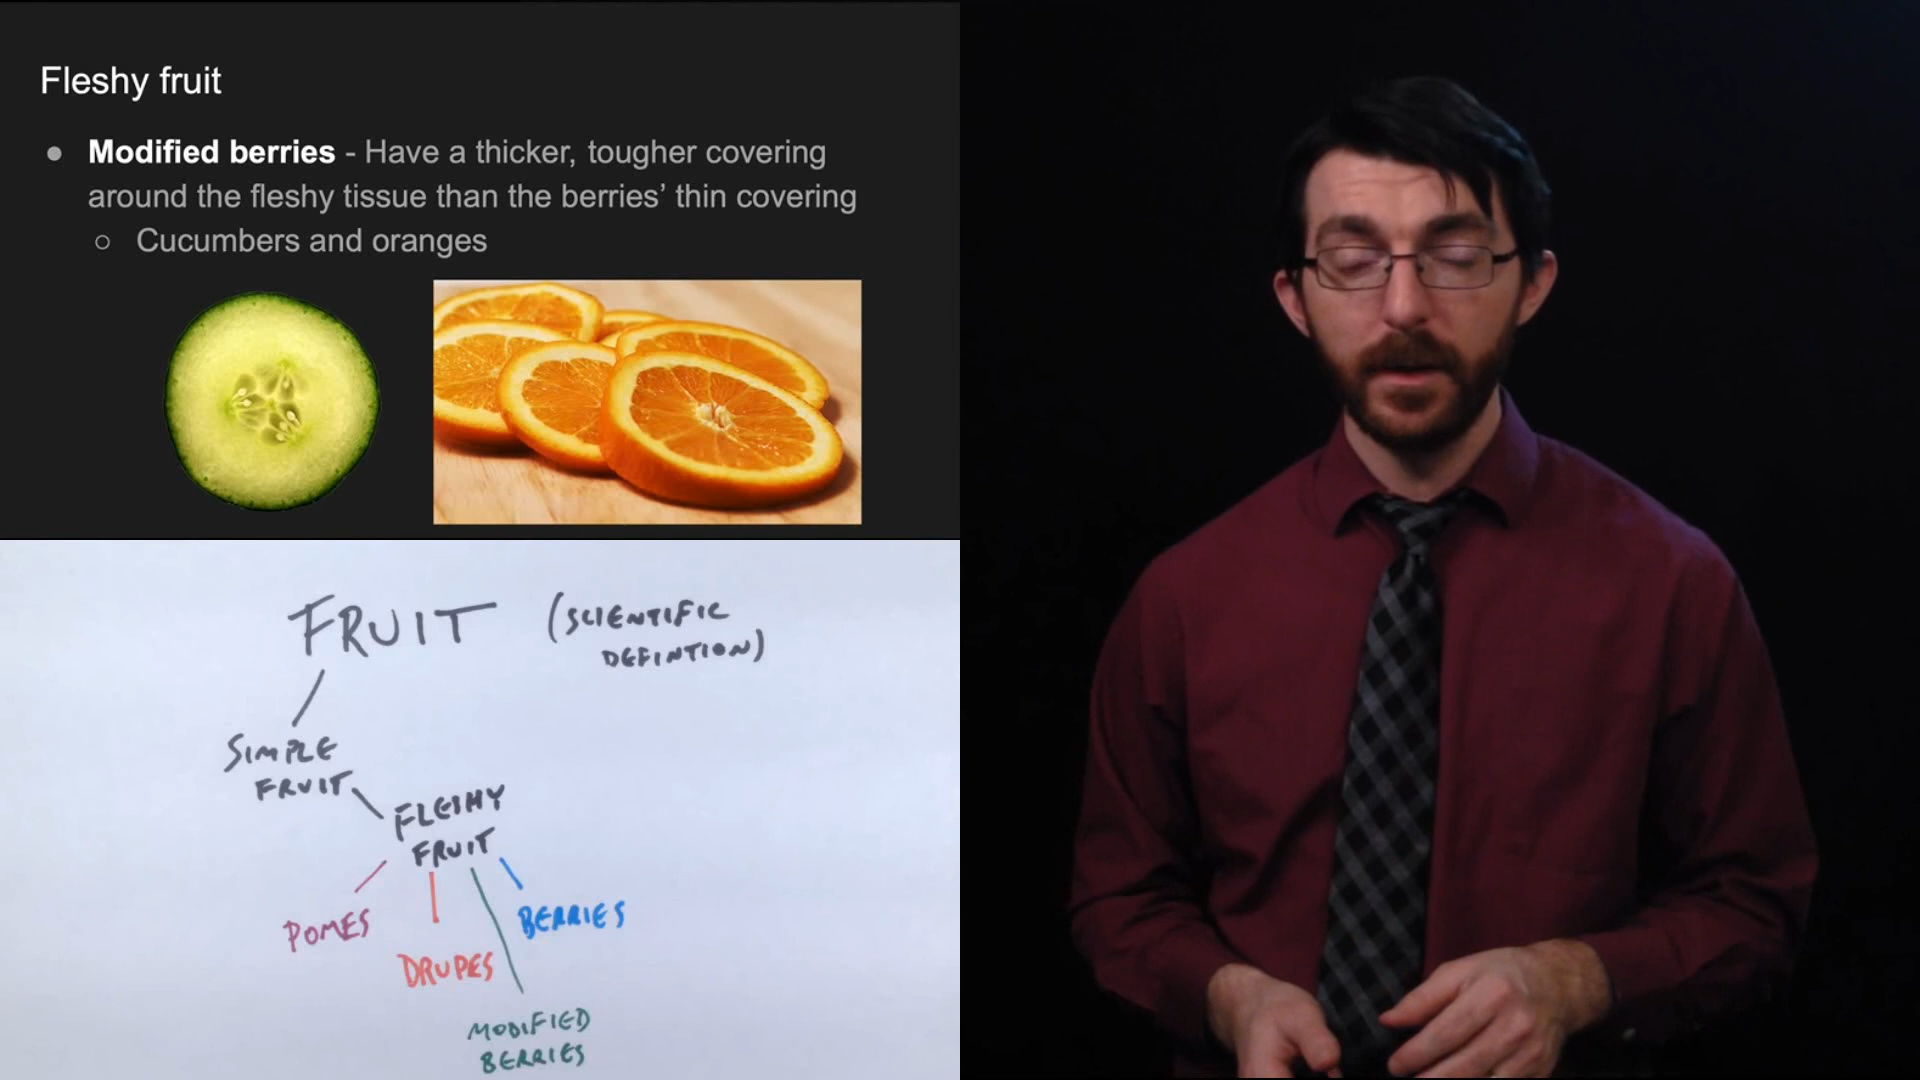 Fleshy fruit
● Modified berries - Have a thicker, tougher covering
around the fleshy tissue than the berries’ thin covering
○ Cucumbers and oranges
FRUIT (SCIENTIFIC
DEFINTION)
SIMPLE
FRUIT
FLESHY
FRUIT
POMES
BERRIES
DRUPES
MODIFIED
BERRIES